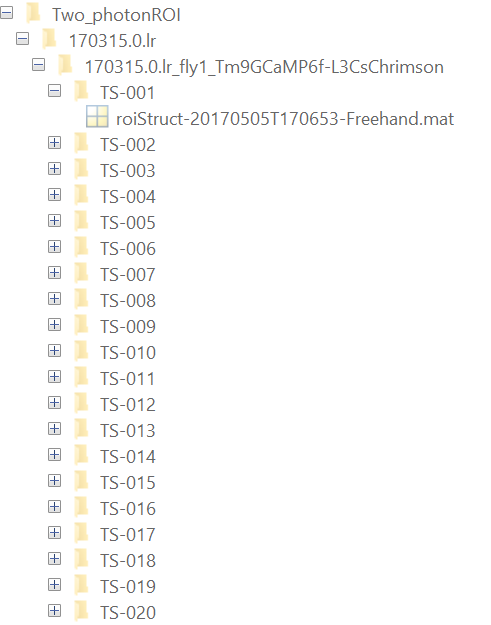 Two_photonROI
170315.0.lr
170315.0.lr_fly1_Tm9GCaMP6f-L3CsChrimson
TS-001
roiStruct-20170505T170653-Freehand.mat
TS-002
TS-003
TS-004
TS-005
TS-006
TS-007
TS-008
TS-009
TS-010
TS-011
TS-012
TS-013
TS-014
TS-015
TS-016
TS-017
TS-018
TS-019
TS-020